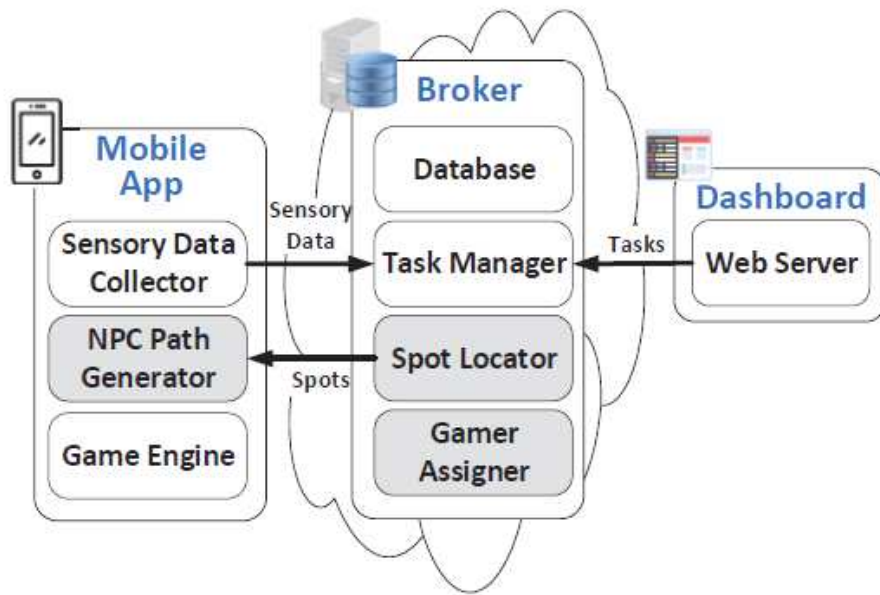 Mobile
App
Sensory Data
Collector
NPC Path
Generator
Game Engine
Sensory
Data
Spots
Broker
Database
Task Manager
Spot Locator
Gamer
Assigner
Tasks
Dashboard
Web Server